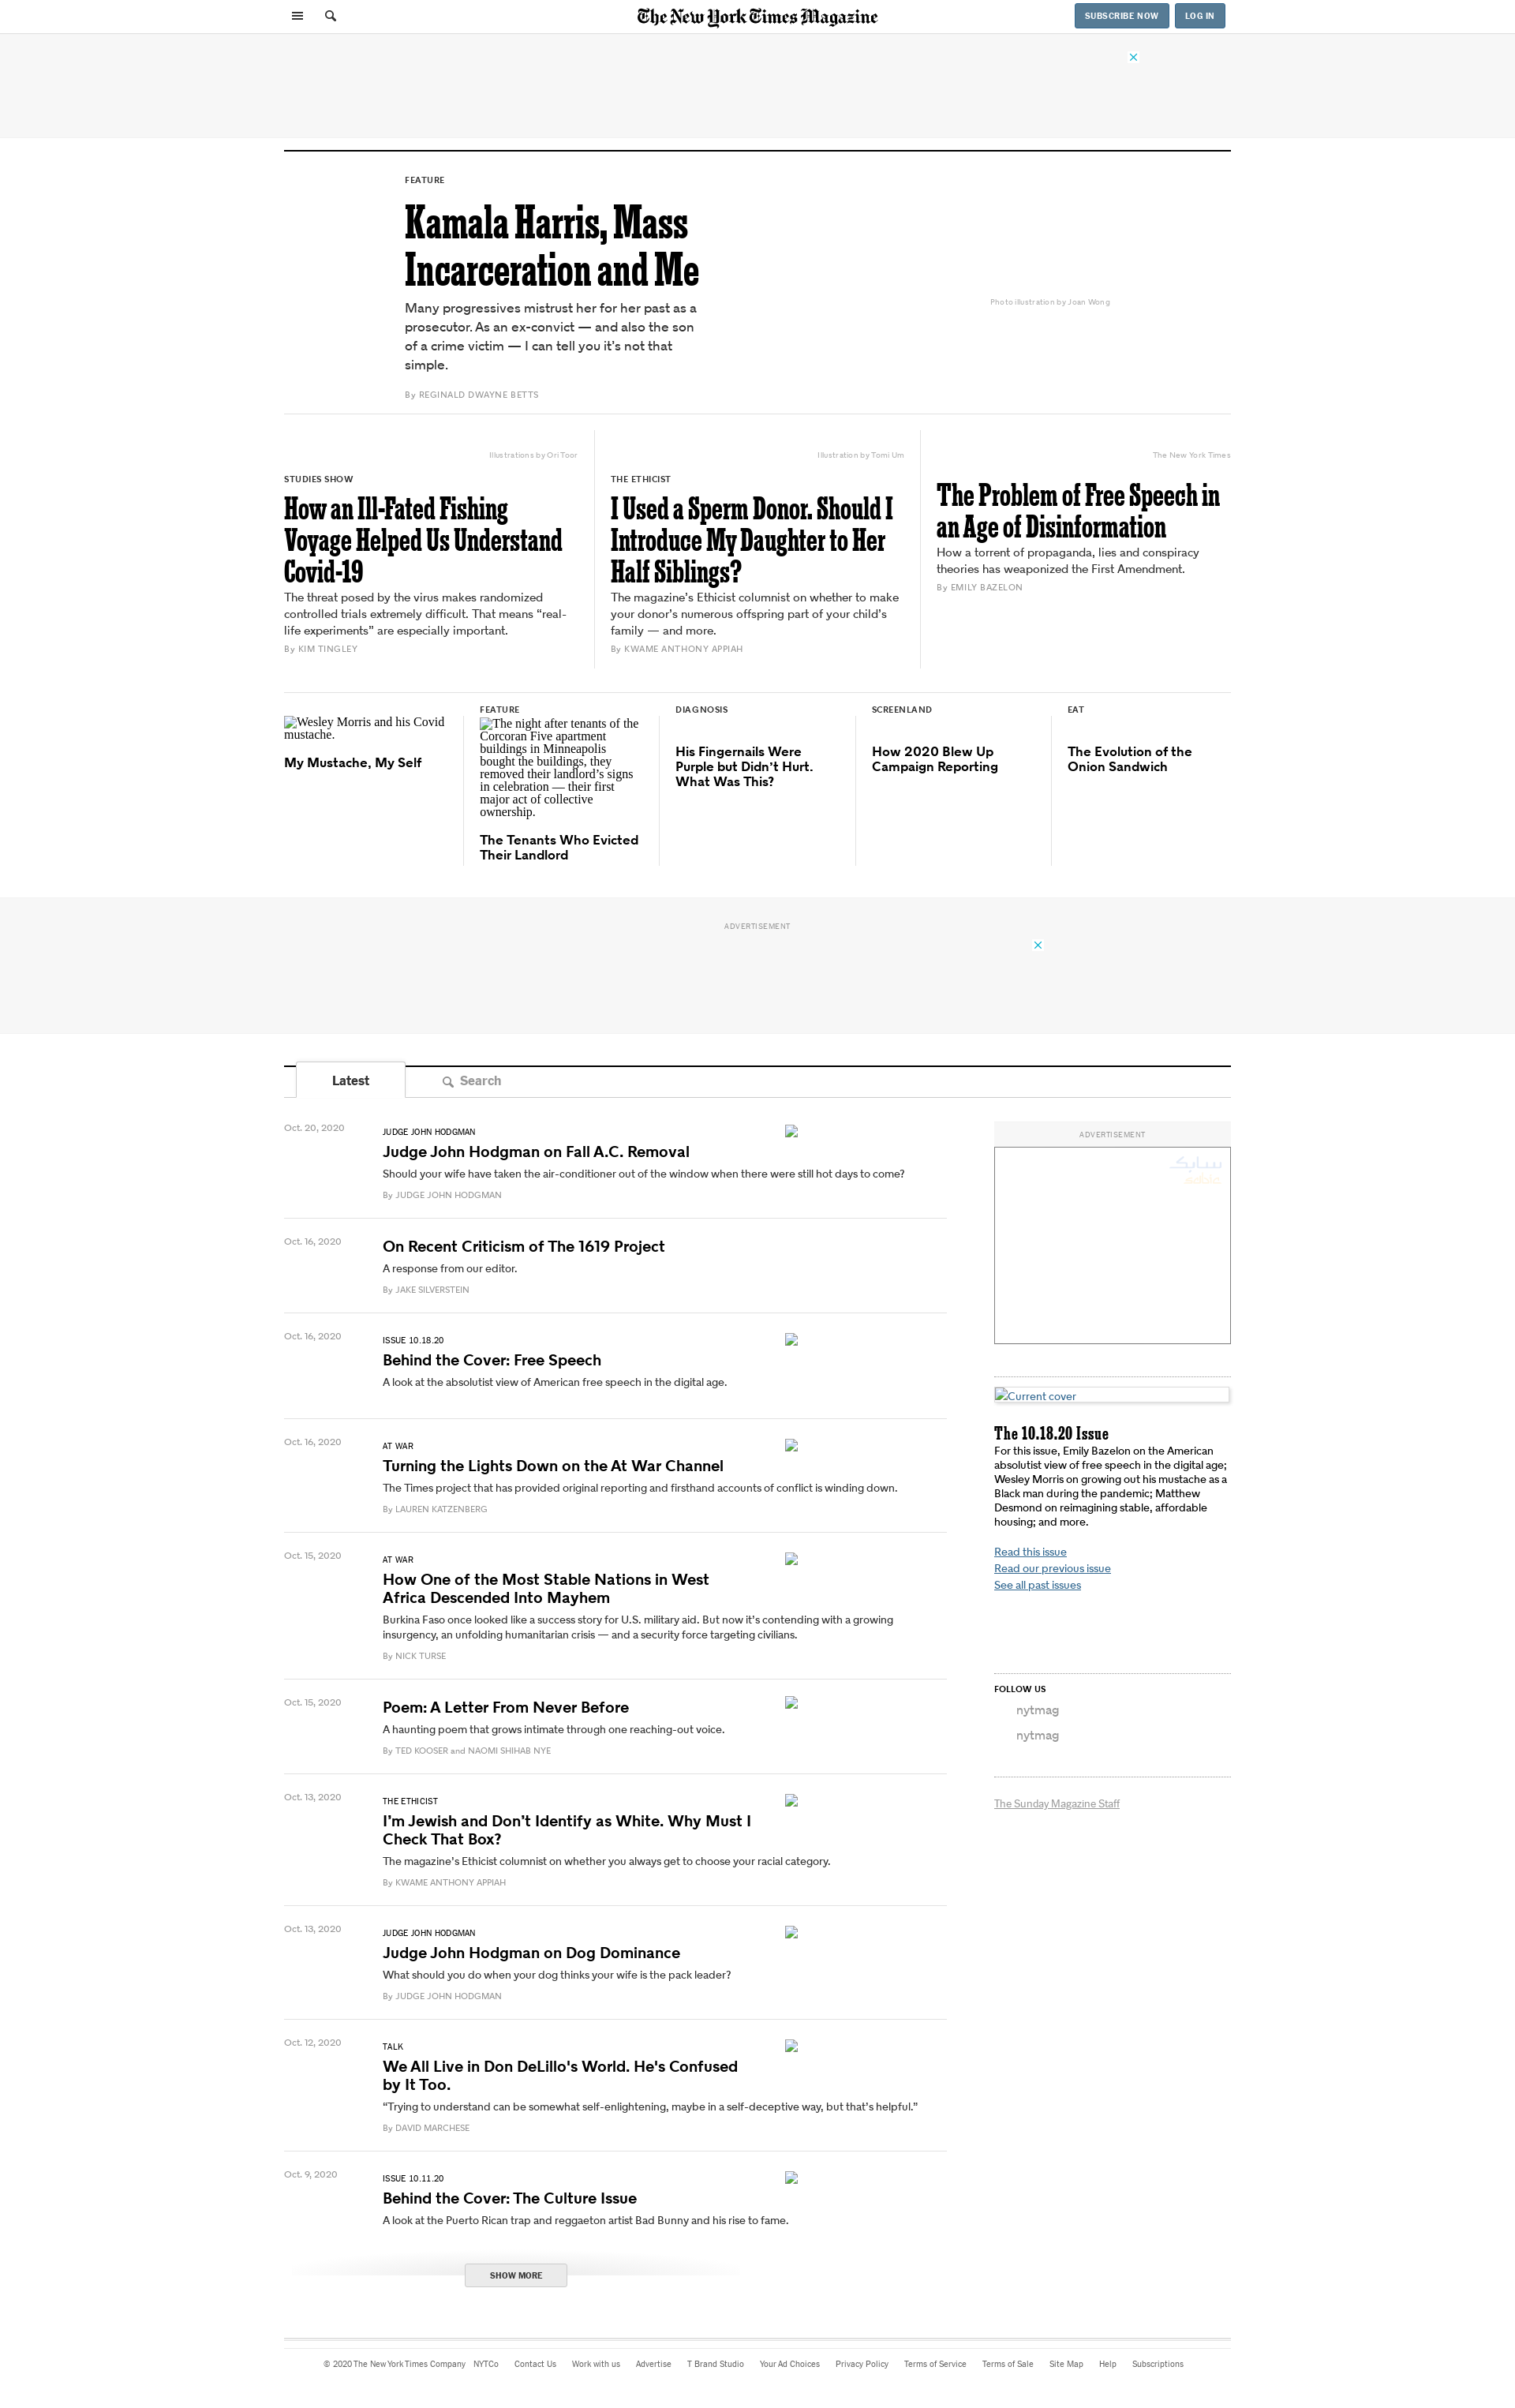 The New York Times Magazine
SUBSCRIBE NOW
LOG IN
FEATURE
Kamala Harris, Mass
Incarceration and Me
Many progressives mistrust her for her past as a
prosecutor. As an ex-convict — and also the son
of a crime victim — I can tell you it’s not that
simple.
By REGINALD DWAYNE BETTS
Photo illustration by Joan Wong
Illustrations by Ori Toor
STUDIES SHOW
How an Ill-Fated Fishing
Voyage Helped Us Understand
Covid-19
The threat posed by the virus makes randomized
controlled trials extremely difficult. That means “real-
life experiments” are especially important.
By KIM TINGLEY
Illustration by Tomi Um
THE ETHICIST
I Used a Sperm Donor. Should I
Introduce My Daughter to Her
Half Siblings?
The magazine’s Ethicist columnist on whether to make
your donor’s numerous offspring part of your child’s
family — and more.
By KWAME ANTHONY APPIAH
The New York Times
The Problem of Free Speech in
an Age of Disinformation
How a torrent of propaganda, lies and conspiracy
theories has weaponized the First Amendment.
By EMILY BAZELON
Wesley Morris and his Covid
mustache.
My Mustache, My Self
FEATURE
The night after tenants of the
Corcoran Five apartment
buildings in Minneapolis
bought the buildings, they
removed their landlord’s signs
in celebration — their first
major act of collective
ownership.
The Tenants Who Evicted
Their Landlord
DIAGNOSIS
His Fingernails Were
Purple but Didn’t Hurt.
What Was This?
SCREENLAND
How 2020 Blew Up
Campaign Reporting
EAT
The Evolution of the
Onion Sandwich
ADVERTISEMENT
Latest
Search
Oct. 20, 2020
JUDGE JOHN HODGMAN
Judge John Hodgman on Fall A.C. Removal
Should your wife have taken the air-conditioner out of the window when there were still hot days to come?
By JUDGE JOHN HODGMAN
Oct. 16, 2020
On Recent Criticism of The 1619 Project
A response from our editor.
By JAKE SILVERSTEIN
Oct. 16, 2020
ISSUE 10.18.20
Behind the Cover: Free Speech
A look at the absolutist view of American free speech in the digital age.
Oct. 16, 2020
AT WAR
Turning the Lights Down on the At War Channel
The Times project that has provided original reporting and firsthand accounts of conflict is winding down.
By LAUREN KATZENBERG
Oct. 15, 2020
AT WAR
How One of the Most Stable Nations in West
Africa Descended Into Mayhem
Burkina Faso once looked like a success story for U.S. military aid. But now it’s contending with a growing
insurgency, an unfolding humanitarian crisis — and a security force targeting civilians.
By NICK TURSE
Oct. 15, 2020
Poem: A Letter From Never Before
A haunting poem that grows intimate through one reaching-out voice.
By TED KOOSER and NAOMI SHIHAB NYE
Oct. 13, 2020
THE ETHICIST
I’m Jewish and Don’t Identify as White. Why Must I
Check That Box?
The magazine’s Ethicist columnist on whether you always get to choose your racial category.
By KWAME ANTHONY APPIAH
Oct. 13, 2020
JUDGE JOHN HODGMAN
Judge John Hodgman on Dog Dominance
What should you do when your dog thinks your wife is the pack leader?
By JUDGE JOHN HODGMAN
Oct. 12, 2020
TALK
We All Live in Don DeLillo's World. He's Confused
by It Too.
“Trying to understand can be somewhat self-enlightening, maybe in a self-deceptive way, but that’s helpful.”
By DAVID MARCHESE
Oct. 9, 2020
ISSUE 10.11.20
Behind the Cover: The Culture Issue
A look at the Puerto Rican trap and reggaeton artist Bad Bunny and his rise to fame.
SHOW MORE
ADVERTISEMENT
سابک
sabic
Current cover
The 10.18.20 Issue
For this issue, Emily Bazelon on the American
absolutist view of free speech in the digital age;
Wesley Morris on growing out his mustache as a
Black man during the pandemic; Matthew
Desmond on reimagining stable, affordable
housing; and more.
Read this issue
Read our previous issue
See all past issues
FOLLOW US
nytmag
nytmag
The Sunday Magazine Staff
© 2020 The New York Times Company NYTCo Contact Us Work with us Advertise T Brand Studio Your Ad Choices Privacy Policy Terms of Service Terms of Sale Site Map Help Subscriptions